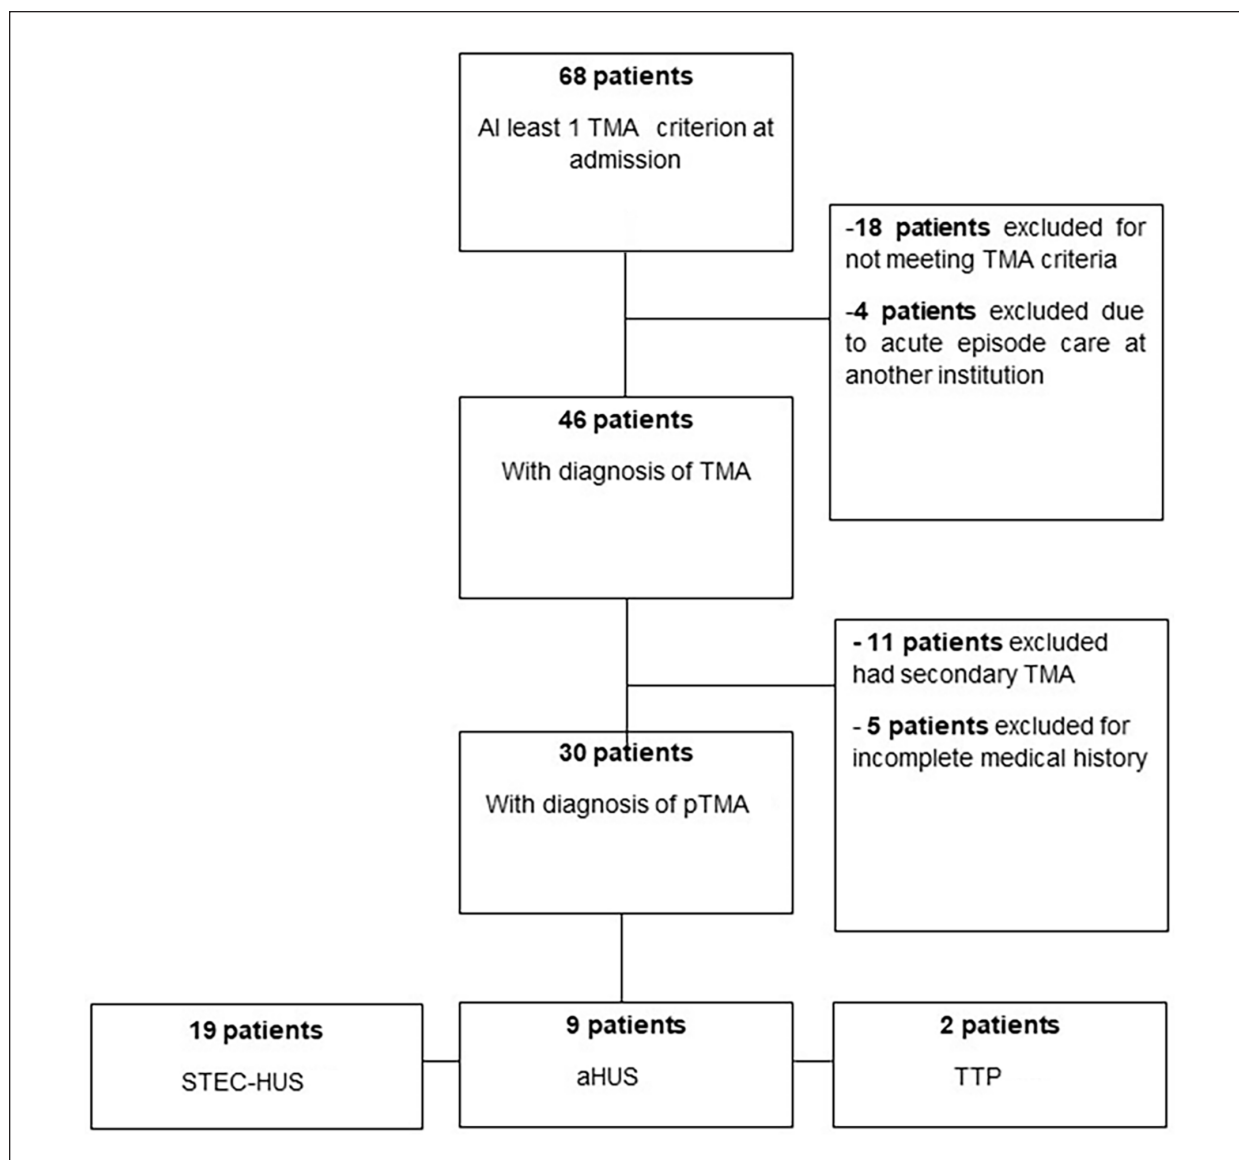 68 patients
Al least 1 TMA criterion at
admission
-18 patients excluded for
not meeting TMA criteria
-4 patients excluded due
to acute episode care at
another institution
46 patients
With diagnosis of TMA
- 11 patients excluded
had secondary TMA
- 5 patients excluded for
incomplete medical history
30 patients
With diagnosis of pTMA
19 patients
STEC-HUS
9 patients
aHUS
2 patients
TTP